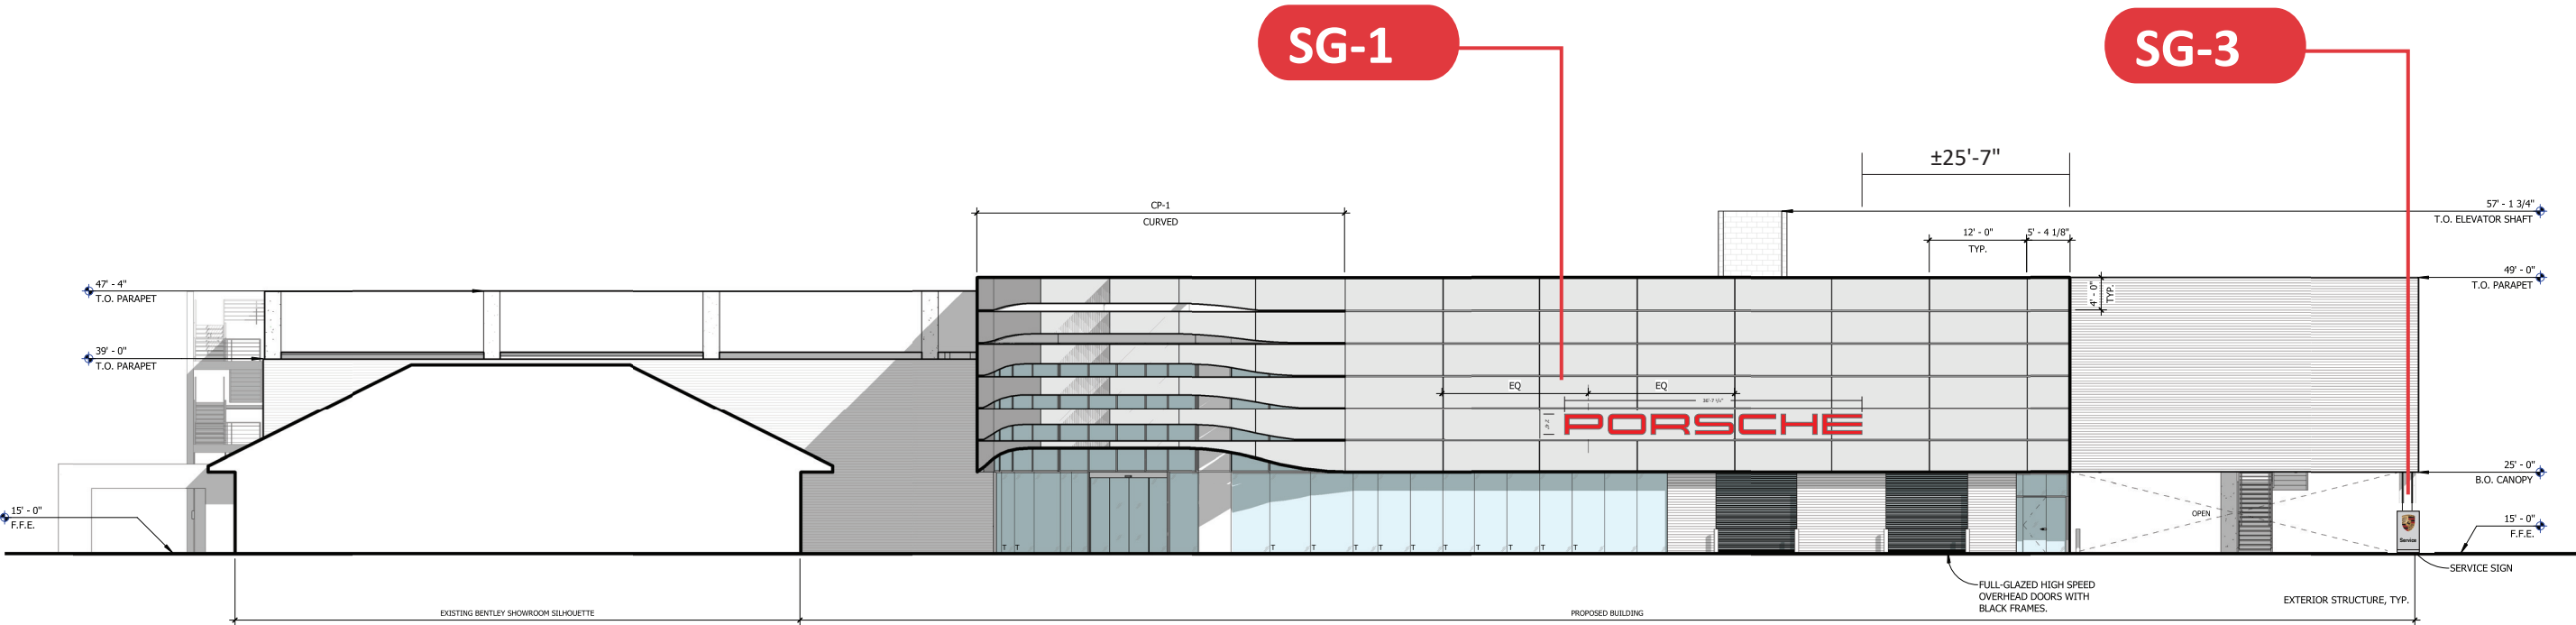 SG-1
SG-3
±25'-7"
CP-1
CURVED
57' - 1 3/4"
T.O. ELEVATOR SHAFT
12' - 0"
TYP.
5' - 4 1/8"
47' - 4"
T.O. PARAPET
49' - 0"
T.O. PARAPET
4' - 0"
TYP.
39' - 0"
T.O. PARAPET
EQ
EQ
PORSCHE
25' - 0"
B.O. CANOPY
15' - 0"
F.F.E.
OPEN
15' - 0"
F.F.E.
Service
T T T T T T T T T T T
SERVICE SIGN
FULL-GLAZED HIGH SPEED
OVERHEAD DOORS WITH
BLACK FRAMES.
EXTERIOR STRUCTURE, TYP.
EXISTING BENTLEY SHOWROOM SILHOUETTE
PROPOSED BUILDING